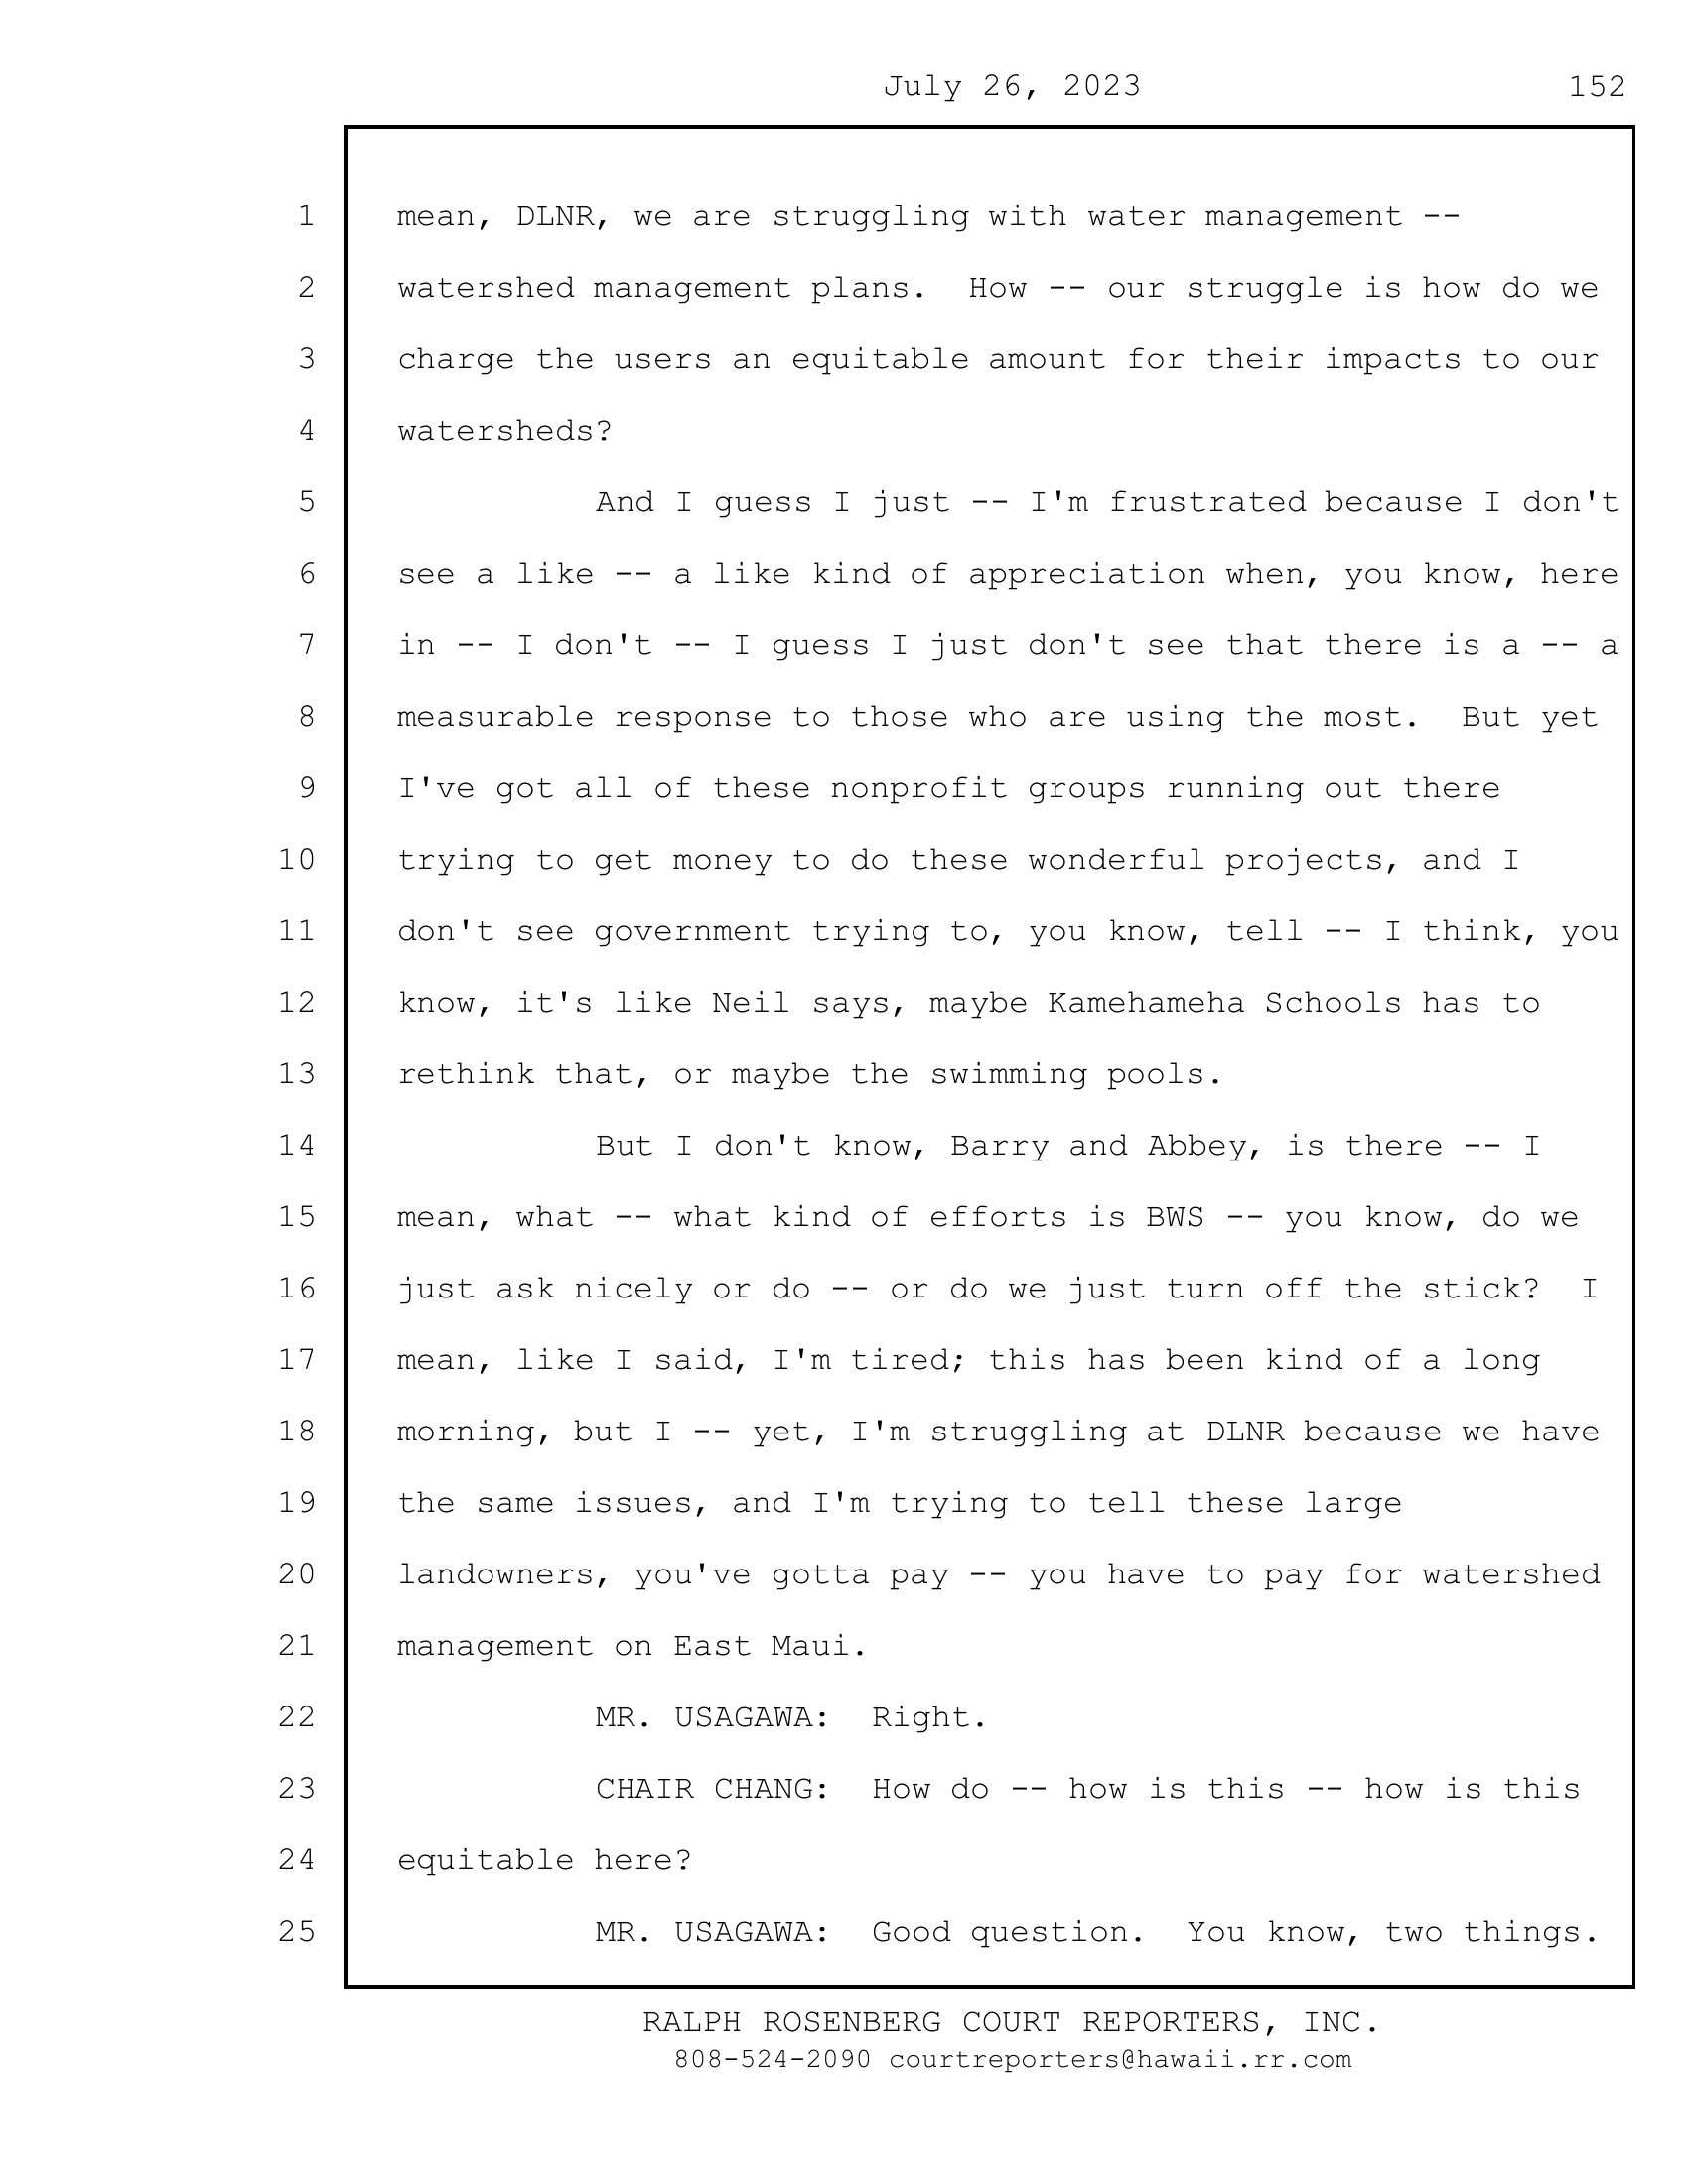 July 26, 2023 152
1 mean, DLNR, we are struggling with water management --
2 watershed management plans.  How -- our struggle is how do we
3 charge the users an equitable amount for their impacts to our
4 watersheds?
5 And I guess I just -- I'm frustrated because I don't
6 see a like -- a like kind of appreciation when, you know, here
7 in -- I don't -- I guess I just don't see that there is a -- a
8 measurable response to those who are using the most.  But yet
9 I've got all of these nonprofit groups running out there
10 trying to get money to do these wonderful projects, and I
11 don't see government trying to, you know, tell -- I think, you
12 know, it's like Neil says, maybe Kamehameha Schools has to
13 rethink that, or maybe the swimming pools.
14 But I don't know, Barry and Abbey, is there -- I
15 mean, what -- what kind of efforts is BWS -- you know, do we
16 just ask nicely or do -- or do we just turn off the stick?  I
17 mean, like I said, I'm tired; this has been kind of a long
18 morning, but I -- yet, I'm struggling at DLNR because we have
19 the same issues, and I'm trying to tell these large
20 landowners, you've gotta pay -- you have to pay for watershed
21 management on East Maui.
22 MR. USAGAWA:  Right.
23 CHAIR CHANG:  How do -- how is this -- how is this
24 equitable here?
25 MR. USAGAWA:  Good question.  You know, two things.
RALPH ROSENBERG COURT REPORTERS, INC.
808-524-2090 courtreporters@hawaii.rr.com